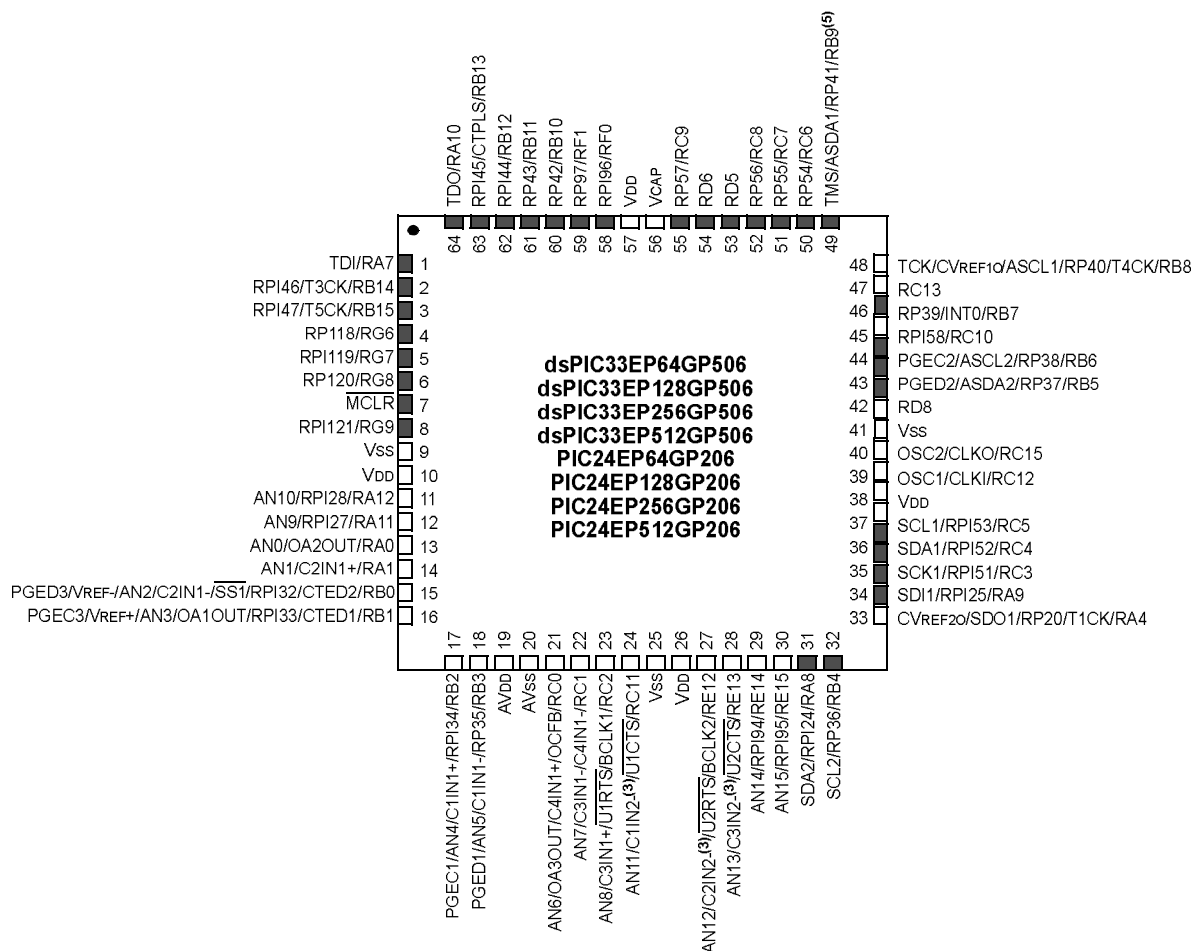 TDO/RA10
RPI45/CTPLS/RB13
RPI44/RB12
RP43/RB11
RP42/RB10
RP97/RF1
RPI96/RF0
VDD
VCAP
RP57/RC9
RD6
RD5
RP56/RC8
RP55/RC7
RP54/RC6
TMS/ASDA1/RP41/RB9(5)
64
63
62
61
60
59
58
57
56
55
54
53
52
51
50
49
TDI/RA7 1
RPI46/T3CK/RB14 2
RPI47/T5CK/RB15 3
RP118/RG6 4
RPI119/RG7 5
RP120/RG8 6
MCLR 7
RPI121/RG9 8
VSS 9
VDD 10
AN10/RPI28/RA12 11
AN9/RPI27/RA11 12
AN0/OA2OUT/RA0 13
AN1/C2IN1+/RA1 14
PGED3/VREF-/AN2/C2IN1-/SS1/RPI32/CTED2/RB0 15
PGEC3/VREF+/AN3/OA1OUT/RPI33/CTED1/RB1 16
dsPIC33EP64GP506
dsPIC33EP128GP506
dsPIC33EP256GP506
dsPIC33EP512GP506
PIC24EP64GP206
PIC24EP128GP206
PIC24EP256GP206
PIC24EP512GP206
48 TCK/CVREF1O/ASCL1/RP40/T4CK/RB8
47 RC13
46 RP39/INT0/RB7
45 RPI58/RC10
44 PGEC2/ASCL2/RP38/RB6
43 PGED2/ASDA2/RP37/RB5
42 RD8
41 VSS
40 OSC2/CLKO/RC15
39 OSC1/CLKI/RC12
38 VDD
37 SCL1/RPI53/RC5
36 SDA1/RPI52/RC4
35 SCK1/RPI51/RC3
34 SDI1/RPI25/RA9
33 CVREF2O/SDO1/RP20/T1CK/RA4
17
18
19
20
21
22
23
24
25
26
27
28
29
30
31
32
PGEC1/AN4/C1IN1+/RPI34/RB2
PGED1/AN5/C1IN1-/RP35/RB3
AVDD
AVSS
AN6/OA3OUT/C4IN1+/OCFB/RC0
AN7/C3IN1-/C4IN1-/RC1
AN8/C3IN1+/U1RTS/BCLK1/RC2
AN11/C1IN2-(3)/U1CTS/RC11
VSS
VDD
AN12/C2IN2-(3)/U2RTS/BCLK2/RE12
AN13/C3IN2-(3)/U2CTS/RE13
AN14/RPI94/RE14
AN15/RPI95/RE15
SDA2/RPI24/RA8
SCL2/RP36/RB4